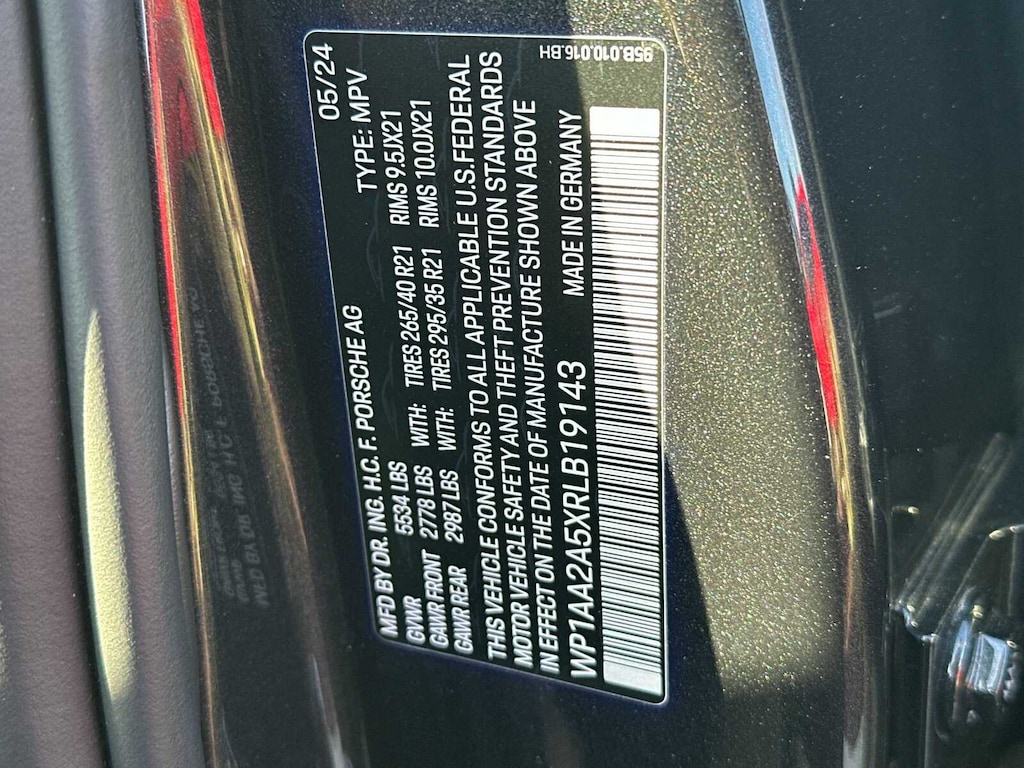 05/24
MFD BY DR. ING. H.C. F. PORSCHE AG TYPE: MPV
GVWR 5534 LBS WITH: TIRES 265/40 R21 RIMS 9.5JX21
GAWR FRONT 2778 LBS WITH: TIRES 295/35 R21 RIMS 10.0JX21
GAWR REAR 2987 LBS
THIS VEHICLE CONFORMS TO ALL APPLICABLE U.S.FEDERAL
MOTOR VEHICLE SAFETY AND THEFT PREVENTION STANDARDS
IN EFFECT ON THE DATE OF MANUFACTURE SHOWN ABOVE
WP1AA2A5XRLB19143 MADE IN GERMANY
95B.010.016.BH